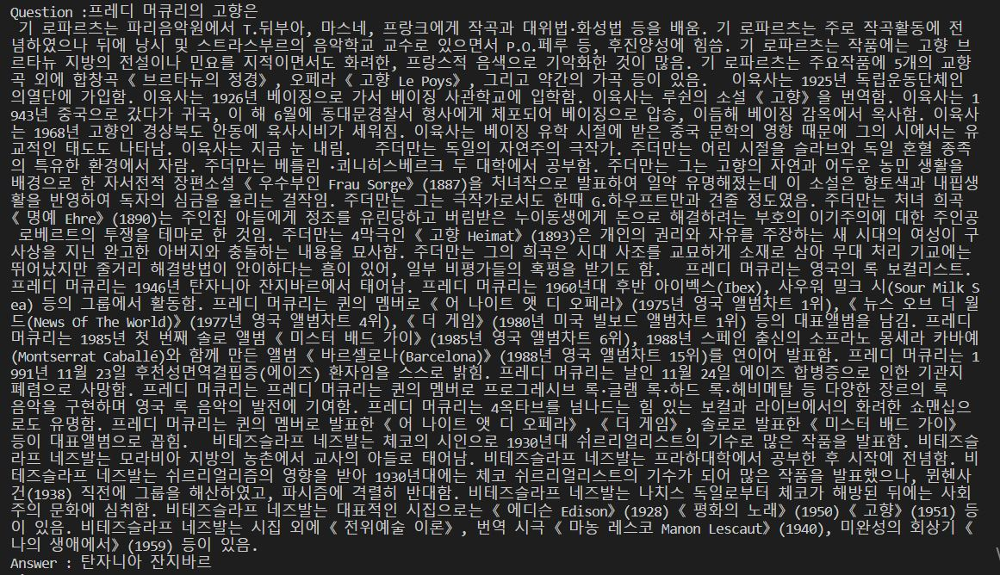 Question :프레디 머큐리의 고향은
기 로파르츠는 파리음악원에서 T.뒤부아, 마스네, 프랑크에게 작곡과 대위법·화성법 등을 배움. 기 로파르츠는 주로 작곡활동에 전
념하였으나 뒤에 낭시 및 스트라스부르의 음악학교 교수로 있으면서 P.O.페루 등, 후진양성에 힘씀. 기 로파르츠는 작품에는 고향 브
르타뉴 지방의 전설이나 민요를 지적이면서도 화려한, 프랑스적 음색으로 기악화한 것이 많음. 기 로파르츠는 주요작품에 5개의 교향
곡 외에 합창곡《 브르타뉴의 정경》, 오페라《 고향 Le Poys》, 그리고 약간의 가곡 등이 있음.   이육사는 1925년 독립운동단체인
의열단에 가입함. 이육사는 1926년 베이징으로 가서 베이징 사관학교에 입학함. 이육사는 루쉰의 소설《 고향》을 번역함. 이육사는 1
943년 중국으로 갔다가 귀국, 이 해 6월에 동대문경찰서 형사에게 체포되어 베이징으로 압송, 이듬해 베이징 감옥에서 옥사함. 이육사
는 1968년 고향인 경상북도 안동에 육사시비가 세워짐. 이육사는 베이징 유학 시절에 받은 중국 문학의 영향 때문에 그의 시에서는 유
교적인 태도도 나타남. 이육사는 지금 눈 내림.   주더만는 독일의 자연주의 극작가. 주더만는 어린 시절을 슬라브와 독일 혼혈 종족
의 특유한 환경에서 자람. 주더만는 베를린 ·쾨니히스베르크 두 대학에서 공부함. 주더만는 그는 고향의 자연과 어두운 농민 생활을
배경으로 한 자서전적 장편소설《 우수부인 Frau Sorge》(1887)을 처녀작으로 발표하여 일약 유명해졌는데 이 소설은 향토색과 내핍생
활을 반영하여 독자의 심금을 울리는 걸작임. 주더만는 그는 극작가로서도 한때 G.하우프트만과 견줄 정도였음. 주더만는 처녀 희곡
《 명예 Ehre》(1890)는 주인집 아들에게 정조를 유린당하고 버림받은 누이동생에게 돈으로 해결하려는 부호의 이기주의에 대한 주인공
로베르트의 투쟁을 테마로 한 것임. 주더만는 4막극인《 고향 Heimat》(1893)은 개인의 권리와 자유를 주장하는 새 시대의 여성이 구
사상을 지닌 완고한 아버지와 충돌하는 내용을 묘사함. 주더만는 그의 희곡은 시대 사조를 교묘하게 소재로 삼아 무대 처리 기교에는
뛰어났지만 줄거리 해결방법이 안이하다는 흠이 있어, 일부 비평가들의 혹평을 받기도 함.   프레디 머큐리는 영국의 록 보컬리스트.
프레디 머큐리는 1946년 탄자니아 잔지바르에서 태어남. 프레디 머큐리는 1960년대 후반 아이벡스(Ibex), 사우워 밀크 시(Sour Milk S
ea) 등의 그룹에서 활동함. 프레디 머큐리는 퀸의 멤버로《 어 나이트 앳 디 오페라》(1975년 영국 앨범차트 1위),《 뉴스 오브 더 월
드(News Of The World)》(1977년 영국 앨범차트 4위),《 더 게임》(1980년 미국 빌보드 앨범차트 1위) 등의 대표앨범을 남김. 프레디
머큐리는 1985년 첫 번째 솔로 앨범《 미스터 배드 가이》(1985년 영국 앨범차트 6위), 1988년 스페인 출신의 소프라노 몽세라 카바예
(Montserrat Caballé)와 함께 만든 앨범《 바르셀로나(Barcelona)》(1988년 영국 앨범차트 15위)를 연이어 발표함. 프레디 머큐리는 1
991년 11월 23일 후천성면역결핍증(에이즈) 환자임을 스스로 밝힘. 프레디 머큐리는 날인 11월 24일 에이즈 합병증으로 인한 기관지
폐렴으로 사망함. 프레디 머큐리는 프레디 머큐리는 퀸의 멤버로 프로그레시브 록·글램 록·하드 록·헤비메탈 등 다양한 장르의 록
음악을 구현하며 영국 록 음악의 발전에 기여함. 프레디 머큐리는 4옥타브를 넘나드는 힘 있는 보컬과 라이브에서의 화려한 쇼맨십으
로도 유명함. 프레디 머큐리는 퀸의 멤버로 발표한《 어 나이트 앳 디 오페라》,《 더 게임》, 솔로로 발표한《 미스터 배드 가이》
등이 대표앨범으로 꼽힘.   비테즈슬라프 네즈발는 체코의 시인으로 1930년대 쉬르리얼리스트의 기수로 많은 작품을 발표함. 비테즈슬
라프 네즈발는 모라비아 지방의 농촌에서 교사의 아들로 태어남. 비테즈슬라프 네즈발는 프라하대학에서 공부한 후 시작에 전념함. 비
테즈슬라프 네즈발는 쉬르리얼리즘의 영향을 받아 1930년대에는 체코 쉬르리얼리스트의 기수가 되어 많은 작품을 발표했으나, 뮌헨사
건(1938) 직전에 그룹을 해산하였고, 파시즘에 격렬히 반대함. 비테즈슬라프 네즈발는 나치스 독일로부터 체코가 해방된 뒤에는 사회
주의 문화에 심취함. 비테즈슬라프 네즈발는 대표적인 시집으로는《 에디슨 Edison》(1928)《 평화의 노래》(1950)《 고향》(1951) 등
이 있음. 비테즈슬라프 네즈발는 시집 외에《 전위예술 이론》, 번역 시극《 마농 레스코 Manon Lescaut》(1940), 미완성의 회상기《
나의 생애에서》(1959) 등이 있음.
Answer : 탄자니아 잔지바르